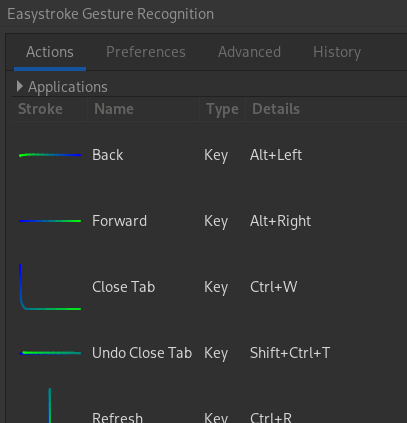 Easystroke Gesture Recognition
Actions Preferences Advanced History
Applications
Stroke Name Type Details
Back Key Alt+Left
Forward Key Alt+Right
Close Tab Key Ctrl+W
Undo Close Tab Key Shift+Ctrl+T
Refresh Key Ctrl+R